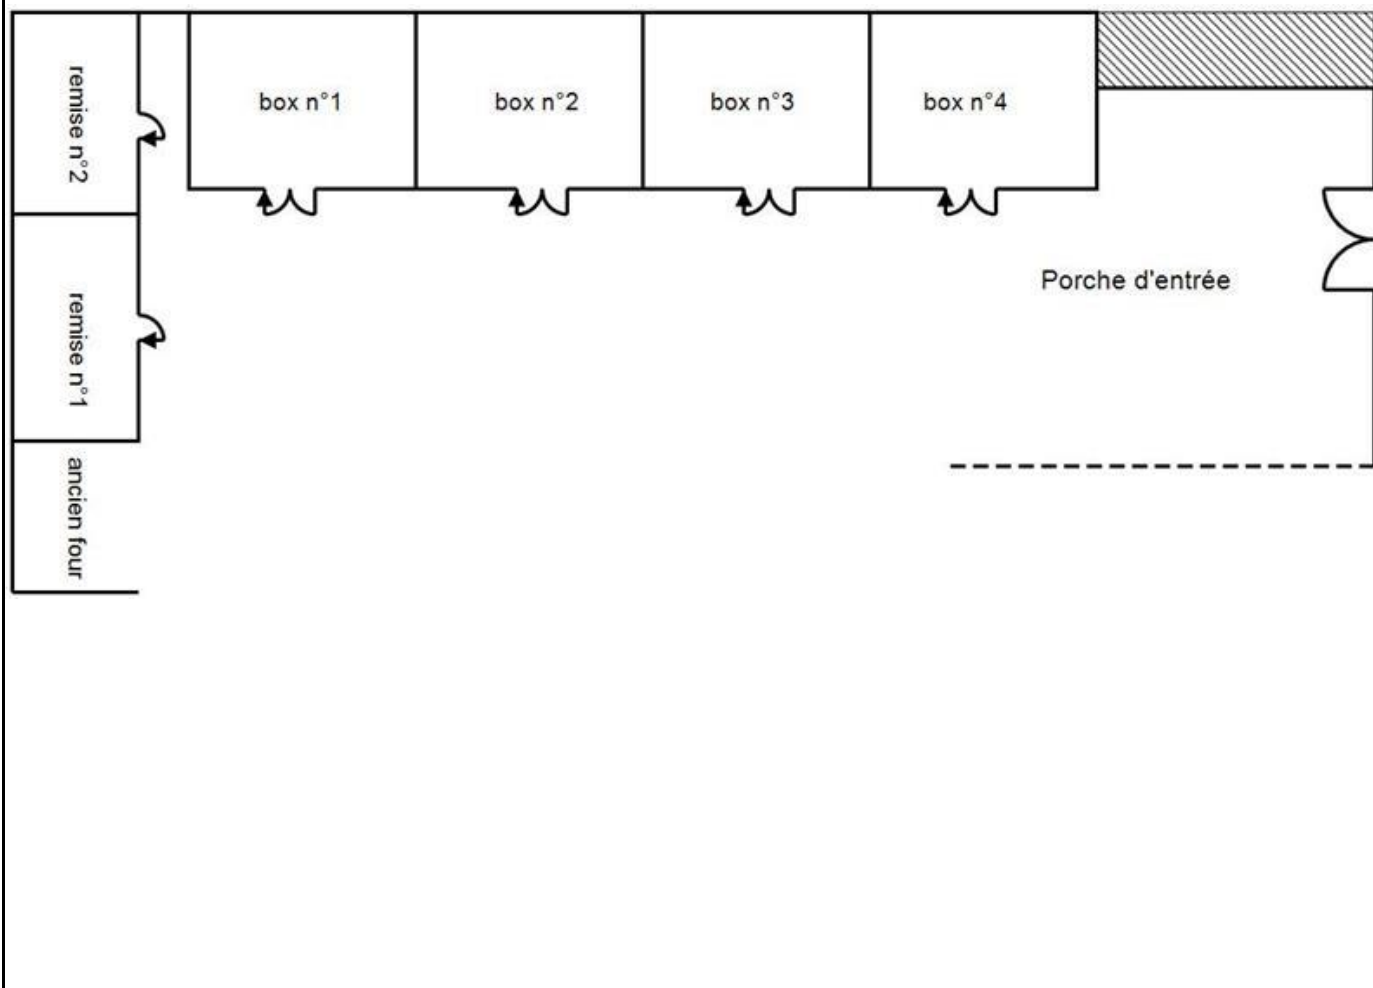 remise n°2
box n°1
box n°2
box n°3
box n°4
Porche d'entrée
remise n°1
ancien four